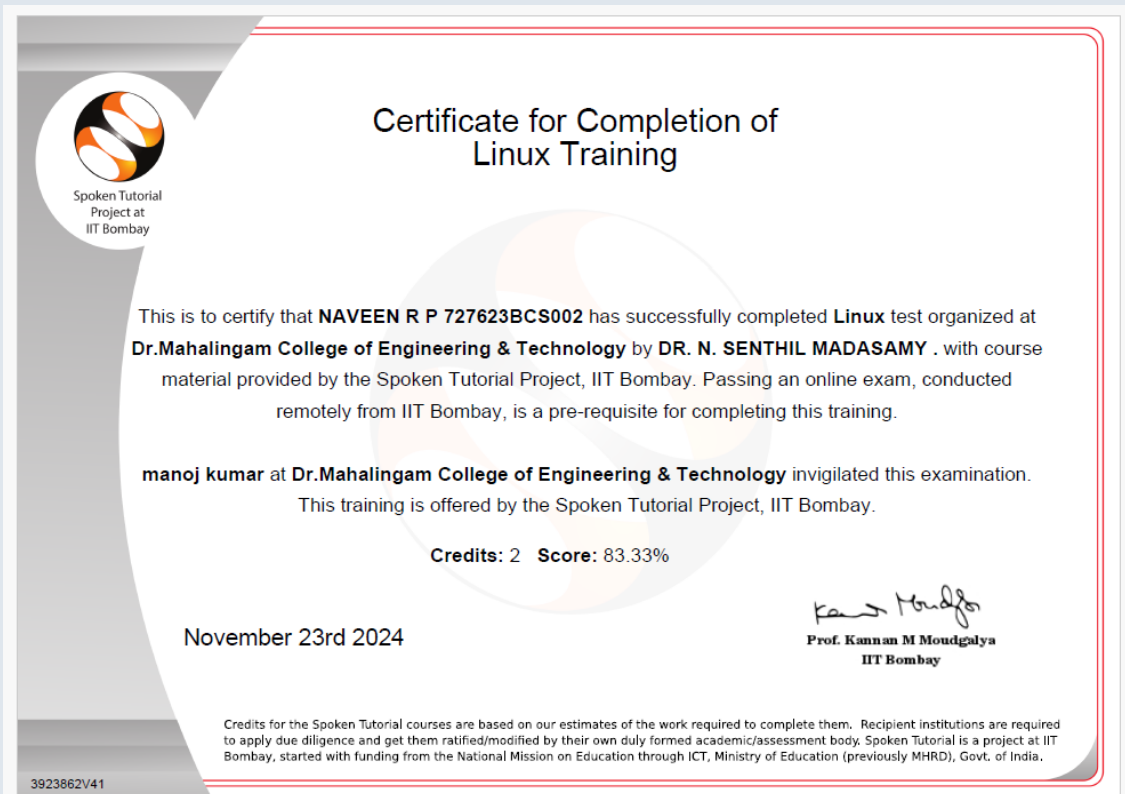 Spoken Tutorial
Project at
IIT Bombay
Certificate for Completion of
Linux Training
This is to certify that NAVEEN R P 727623BCS002 has successfully completed Linux test organized at
Dr.Mahalingam College of Engineering & Technology by DR. N. SENTHIL MADASAMY . with course
material provided by the Spoken Tutorial Project, IIT Bombay. Passing an online exam, conducted
remotely from IIT Bombay, is a pre-requisite for completing this training.
manoj kumar at Dr.Mahalingam College of Engineering & Technology invigilated this examination.
This training is offered by the Spoken Tutorial Project, IIT Bombay.
Credits: 2 Score: 83.33%
November 23rd 2024
Prof. Kannan M Moudgalya
IIT Bombay
Credits for the Spoken Tutorial courses are based on our estimates of the work required to complete them. Recipient institutions are required
to apply due diligence and get them ratified/modified by their own duly formed academic/assessment body. Spoken Tutorial is a project at IIT
Bombay, started with funding from the National Mission on Education through ICT, Ministry of Education (previously MHRD), Govt. of India.
3923862V41